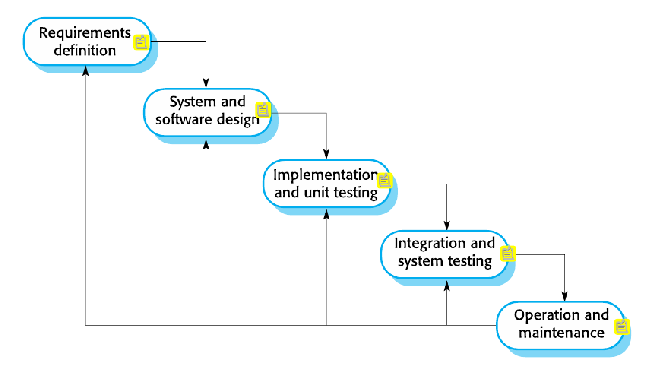 Requirements
definition
System and
software design
Implementation
and unit testing
Integration and
system testing
Operation and
maintenance